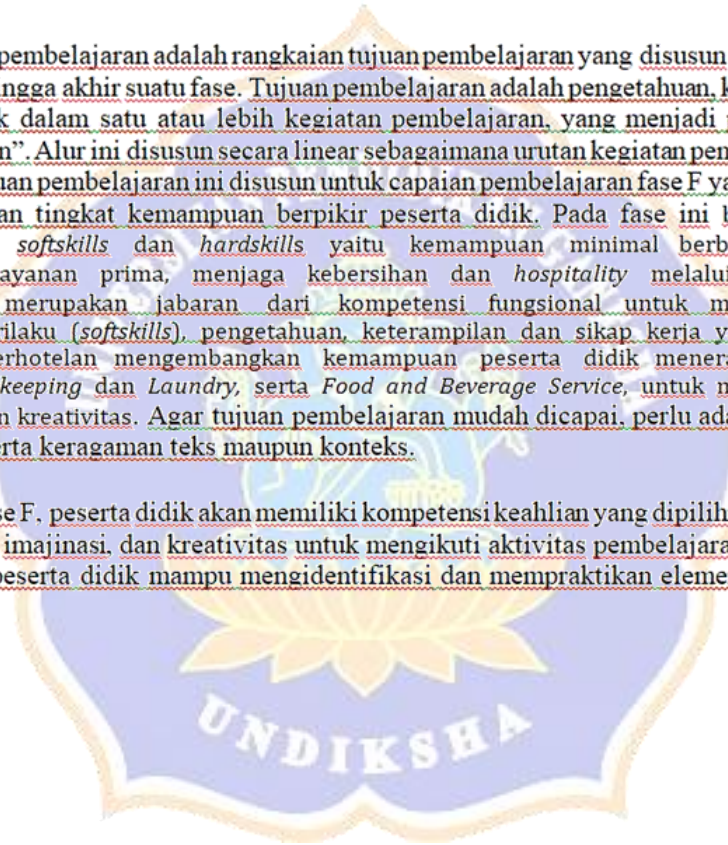 pembelajaran adalah rangkaian tujuan pembelajaran yang disusun
ngga akhir suatu fase. Tujuan pembelajaran adalah pengetahuan, k
k dalam satu atau lebih kegiatan pembelajaran, yang menjadi
n”. Alur ini disusun secara linear sebagaimana urutan kegiatan pem
uan pembelajaran ini disusun untuk capaian pembelajaran fase F ya
an tingkat kemampuan berpikir peserta didik. Pada fase ini
softskills dan hardskills yaitu kemampuan minimal berb
ayanan prima, menjaga kebersihan dan hospitality melalui
merupakan jabaran dari kompetensi fungsional untuk m
rilaku (softskills), pengetahuan, keterampilan dan sikap kerja y
erhotelan mengembangkan kemampuan peserta didik menera
keeping dan Laundry, serta Food and Beverage Service, untuk m
n kreativitas. Agar tujuan pembelajaran mudah dicapai, perlu ada
erta keragaman teks maupun konteks.
se F, peserta didik akan memiliki kompetensi keahlian yang dipilih
imajinasi, dan kreativitas untuk mengikuti aktivitas pembelajara
peserta didik mampu mengidentifikasi dan mempraktikan eleme
UNDIKSHA